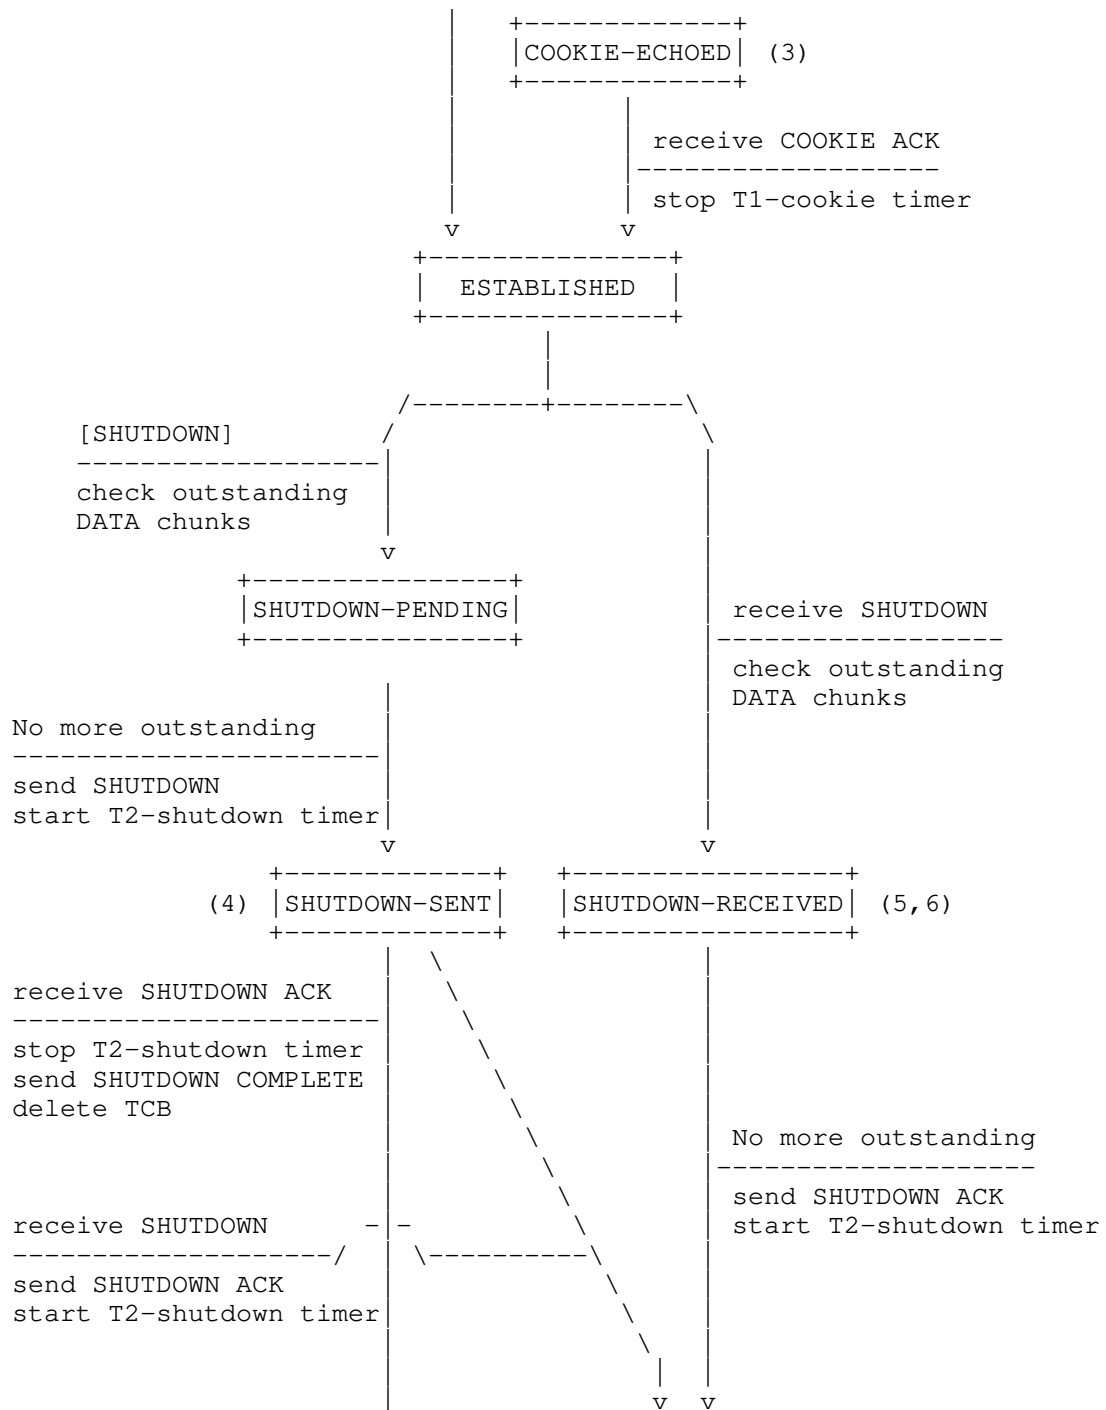 |   +-------------+
                            |   |COOKIE-ECHOED| (3)
                            |   +-------------+
                            |          |
                            |          | receive COOKIE ACK
                            |          |-------------------
                            |          | stop T1-cookie timer
                            v          v
                          +---------------+
                          |  ESTABLISHED  |
                          +---------------+
                                  |
                                  |
                         /--------+--------\
     [SHUTDOWN]         /                   \
     -------------------|                   |
     check outstanding  |                   |
     DATA chunks        |                   |
                        v                   |
               +----------------+           |
               |SHUTDOWN-PENDING|           | receive SHUTDOWN
               +----------------+           |------------------
                                            | check outstanding
                        |                   | DATA chunks
 No more outstanding    |                   |
 -----------------------|                   |
 send SHUTDOWN          |                   |
 start T2-shutdown timer|                   |
                        v                   v
                 +-------------+   +-----------------+
             (4) |SHUTDOWN-SENT|   |SHUTDOWN-RECEIVED| (5,6)
                 +-------------+   +-----------------+
                        |  \                |
 receive SHUTDOWN ACK   |   \               |
 -----------------------|    \              |
 stop T2-shutdown timer |     \             |
 send SHUTDOWN COMPLETE |      \            |
 delete TCB             |       \           |
                        |        \          | No more outstanding
                        |         \         |--------------------
                        |          \        | send SHUTDOWN ACK
 receive SHUTDOWN      -|-          \       | start T2-shutdown timer
 --------------------/  | \----------\      |
 send SHUTDOWN ACK      |             \     |
 start T2-shutdown timer|              \    |
                        |               \   |
                        |                |  |
                        |                v  v